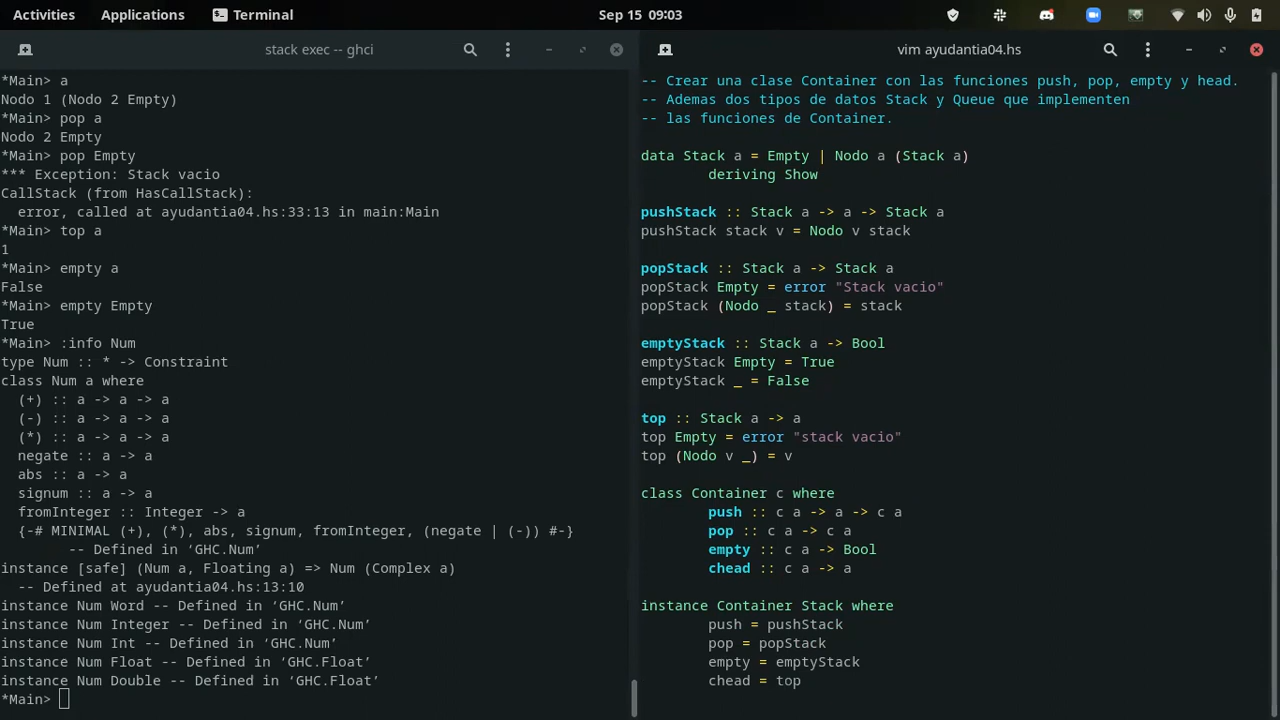 Activities Applications Terminal Sep 15 09:03
stack exec -- ghci
*Main> a
Nodo 1 (Nodo 2 Empty)
*Main> pop a
Nodo 2 Empty
*Main> pop Empty
*** Exception: Stack vacio
CallStack (from HasCallStack):
  error, called at ayudantia04.hs:33:13 in main:Main
*Main> top a
1
*Main> empty a
False
*Main> empty Empty
True
*Main> :info Num
type Num :: * -> Constraint
class Num a where
  (+) :: a -> a -> a
  (-) :: a -> a -> a
  (*) :: a -> a -> a
  negate :: a -> a
  abs :: a -> a
  signum :: a -> a
  fromInteger :: Integer -> a
  {-# MINIMAL (+), (*), abs, signum, fromInteger, (negate | (-)) #-}
        -- Defined in ‘GHC.Num’
instance [safe] (Num a, Floating a) => Num (Complex a)
  -- Defined at ayudantia04.hs:13:10
instance Num Word -- Defined in ‘GHC.Num’
instance Num Integer -- Defined in ‘GHC.Num’
instance Num Int -- Defined in ‘GHC.Num’
instance Num Float -- Defined in ‘GHC.Float’
instance Num Double -- Defined in ‘GHC.Float’
*Main>
vim ayudantia04.hs
-- Crear una clase Container con las funciones push, pop, empty y head.
-- Ademas dos tipos de datos Stack y Queue que implementen
-- las funciones de Container.
data Stack a = Empty | Nodo a (Stack a)
        deriving Show
pushStack :: Stack a -> a -> Stack a
pushStack stack v = Nodo v stack
popStack :: Stack a -> Stack a
popStack Empty = error "Stack vacio"
popStack (Nodo _ stack) = stack
emptyStack :: Stack a -> Bool
emptyStack Empty = True
emptyStack _ = False
top :: Stack a -> a
top Empty = error "stack vacio"
top (Nodo v _) = v
class Container c where
        push :: c a -> a -> c a
        pop :: c a -> c a
        empty :: c a -> Bool
        chead :: c a -> a
instance Container Stack where
        push = pushStack
        pop = popStack
        empty = emptyStack
        chead = top